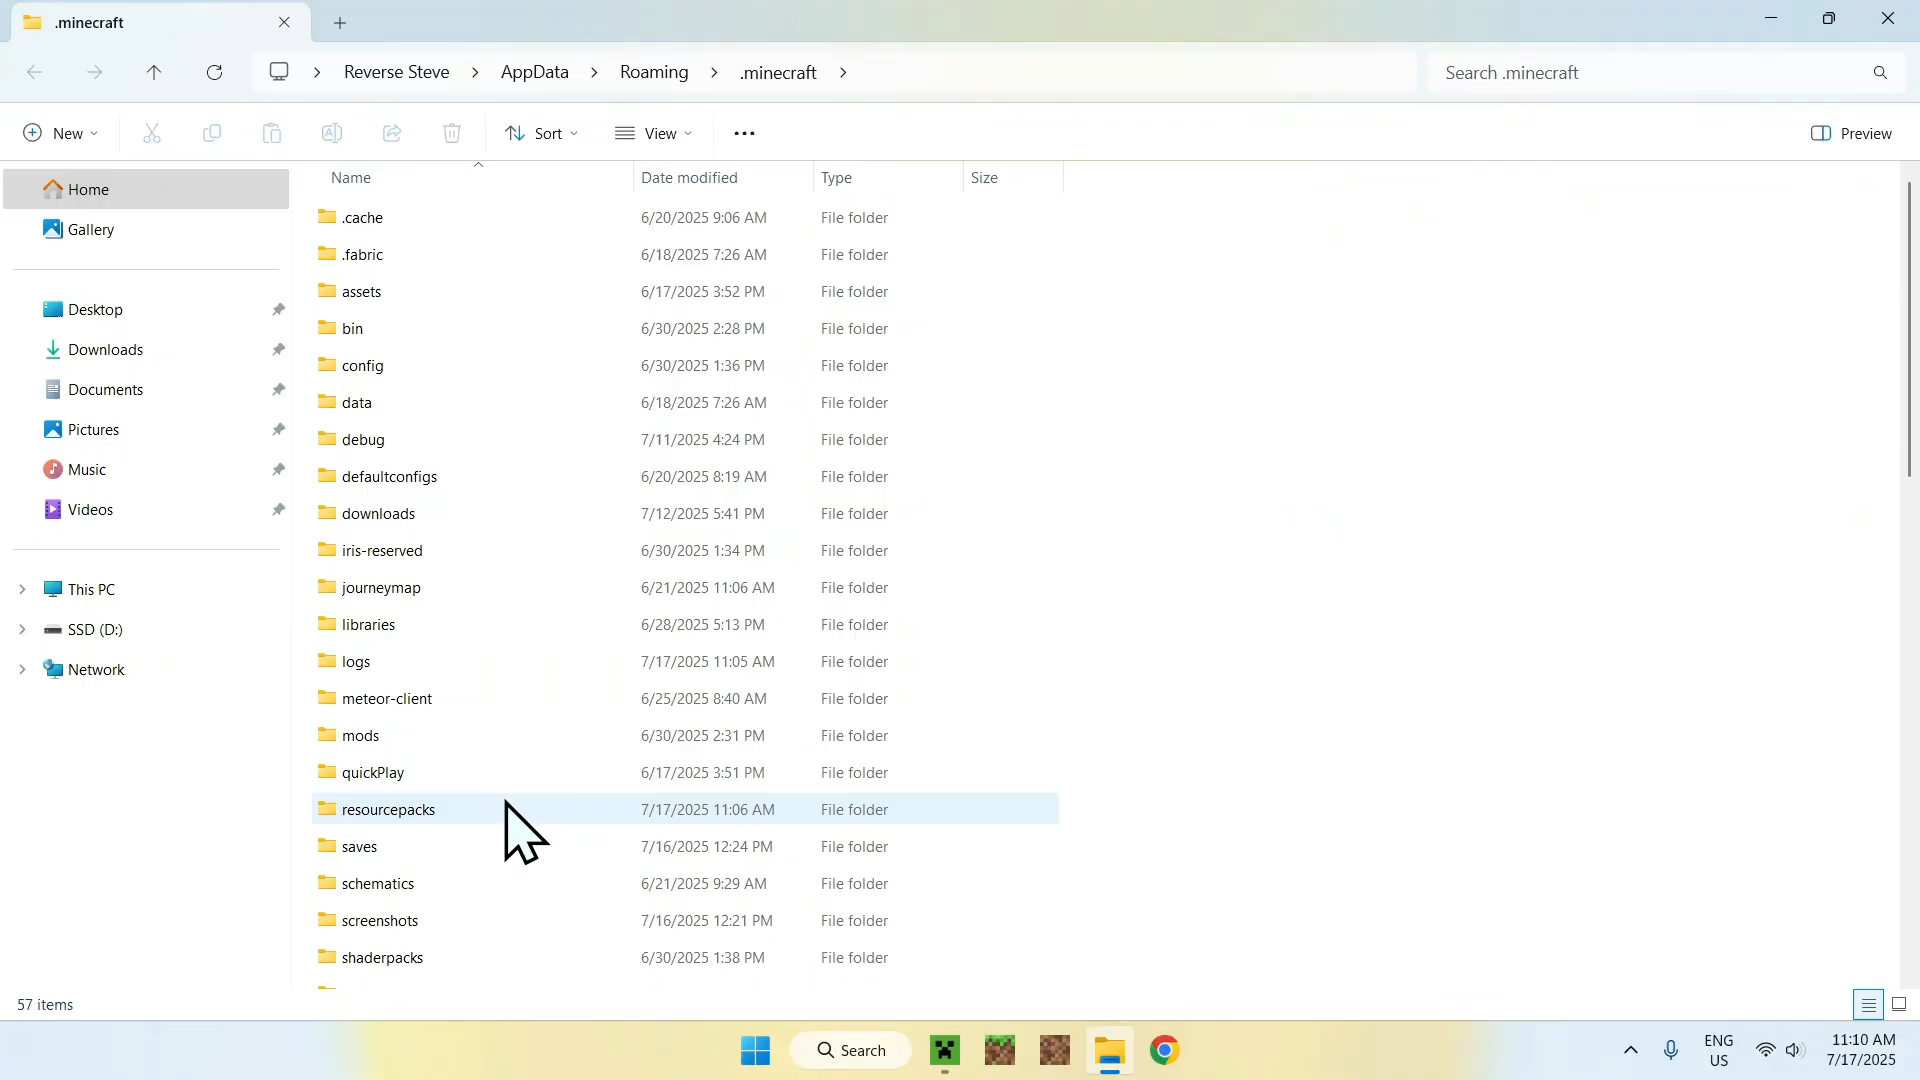 .minecraft
Reverse Steve > AppData > Roaming > .minecraft >
Search .minecraft
New
Sort
View
Preview
Home
Gallery
Desktop
Downloads
Documents
Pictures
Music
Videos
This PC
SSD (D:)
Network
Name Date modified Type Size
.cache 6/20/2025 9:06 AM File folder
.fabric 6/18/2025 7:26 AM File folder
assets 6/17/2025 3:52 PM File folder
bin 6/30/2025 2:28 PM File folder
config 6/30/2025 1:36 PM File folder
data 6/18/2025 7:26 AM File folder
debug 7/11/2025 4:24 PM File folder
defaultconfigs 6/20/2025 8:19 AM File folder
downloads 7/12/2025 5:41 PM File folder
iris-reserved 6/30/2025 1:34 PM File folder
journeymap 6/21/2025 11:06 AM File folder
libraries 6/28/2025 5:13 PM File folder
logs 7/17/2025 11:05 AM File folder
meteor-client 6/25/2025 8:40 AM File folder
mods 6/30/2025 2:31 PM File folder
quickPlay 6/17/2025 3:51 PM File folder
resourcepacks 7/17/2025 11:06 AM File folder
saves 7/16/2025 12:24 PM File folder
schematics 6/21/2025 9:29 AM File folder
screenshots 7/16/2025 12:21 PM File folder
shaderpacks 6/30/2025 1:38 PM File folder
57 items
Search
ENG
US
11:10 AM
7/17/2025